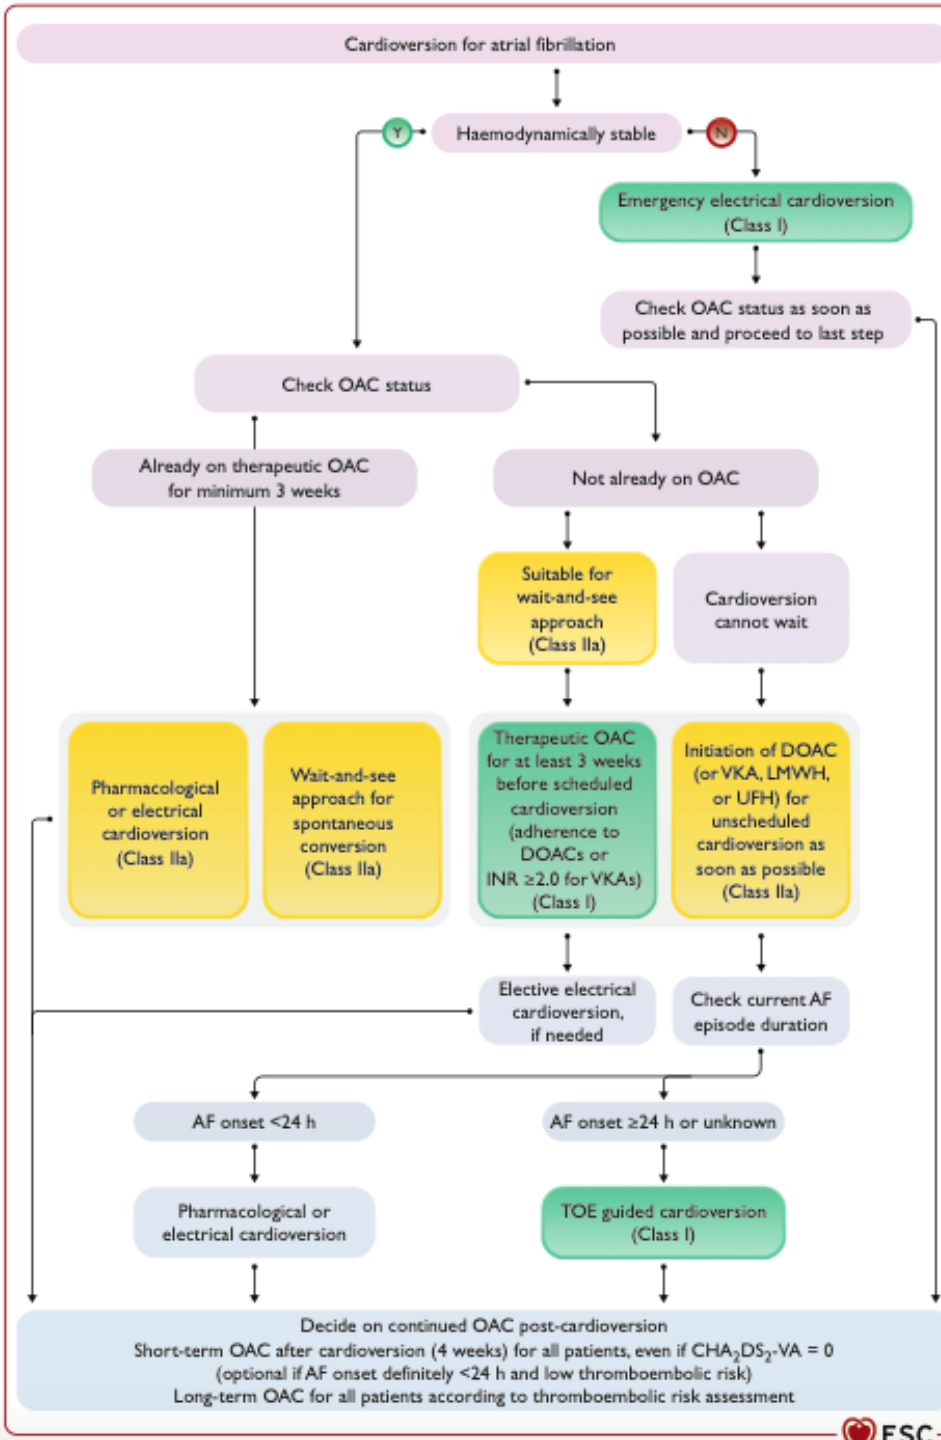 Cardioversion for atrial fibrillation
Y
Haemodynamically stable
N
Emergency electrical cardioversion
(Class I)
Check OAC status as soon as
possible and proceed to last step
Check OAC status
Already on therapeutic OAC
for minimum 3 weeks
Not already on OAC
Suitable for
wait-and-see
approach
(Class IIa)
Cardioversion
cannot wait
Pharmacological
or electrical
cardioversion
(Class IIa)
Wait-and-see
approach for
spontaneous
conversion
(Class IIa)
Therapeutic OAC
for at least 3 weeks
before scheduled
cardioversion
(adherence to
DOACs or
INR ≥2.0 for VKAs)
(Class I)
Initiation of DOAC
(or VKA, LMWH,
or UFH) for
unscheduled
cardioversion as
soon as possible
(Class IIa)
Elective electrical
cardioversion,
if needed
Check current AF
episode duration
AF onset <24 h
AF onset ≥24 h or unknown
Pharmacological or
electrical cardioversion
TOE guided cardioversion
(Class I)
Decide on continued OAC post-cardioversion
Short-term OAC after cardioversion (4 weeks) for all patients, even if CHA₂DS₂-VA = 0
(optional if AF onset definitely <24 h and low thromboembolic risk)
Long-term OAC for all patients according to thromboembolic risk assessment
ESC